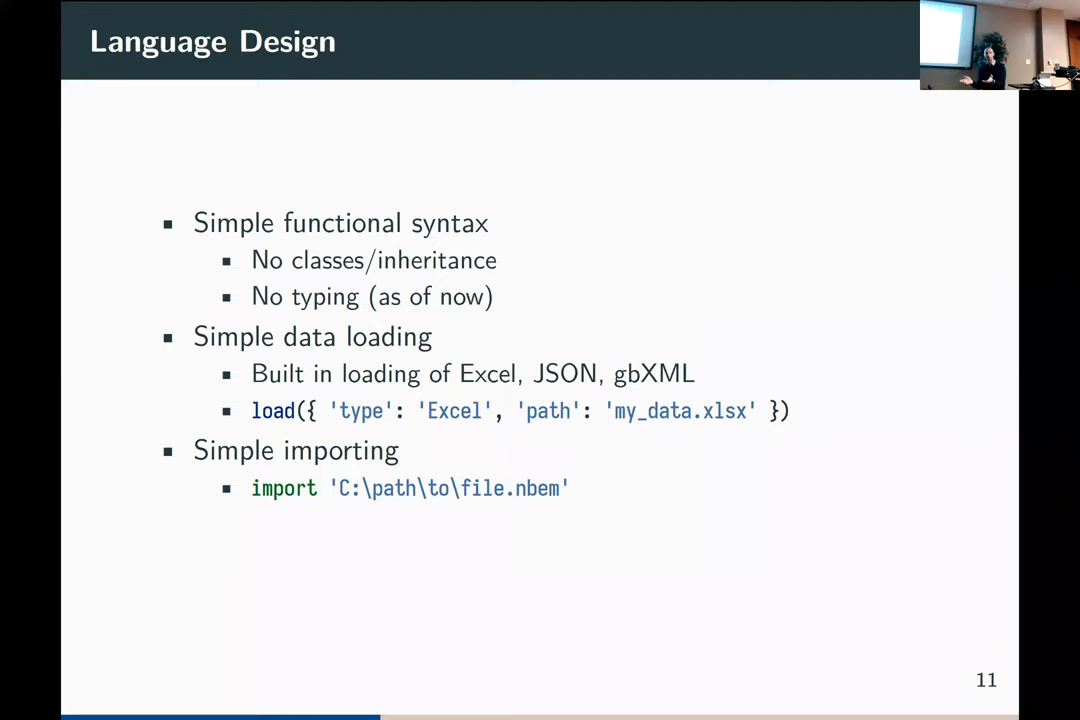 Language Design
▪ Simple functional syntax
▪ No classes/inheritance
▪ No typing (as of now)
▪ Simple data loading
▪ Built in loading of Excel, JSON, gbXML
▪ load({ 'type': 'Excel', 'path': 'my_data.xlsx' })
▪ Simple importing
▪ import 'C:\path\to\file.nbem'
11